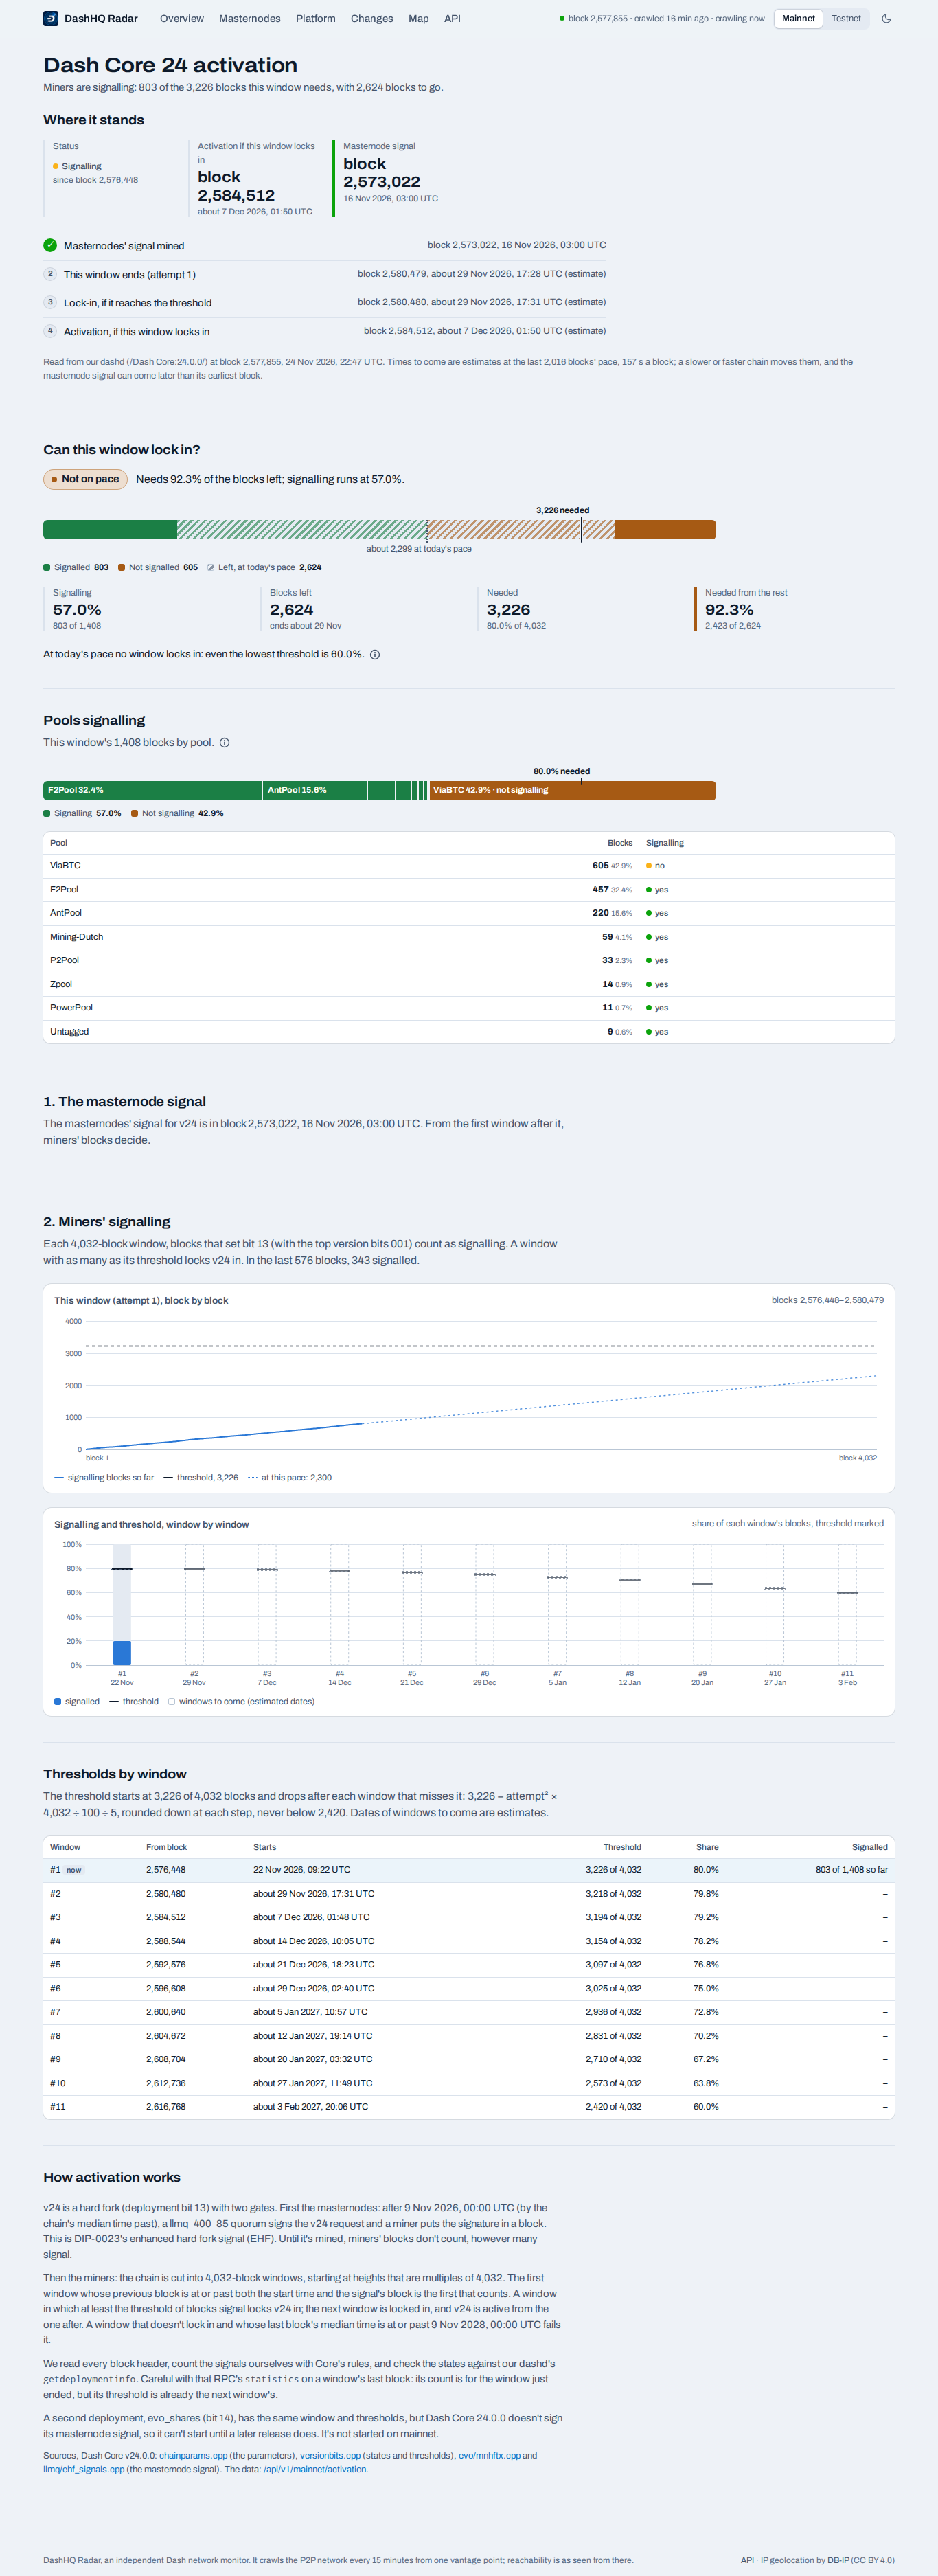 DashHQ Radar Overview Masternodes Platform Changes Map API block 2,577,855 · crawled 16 min ago · crawling now Mainnet Testnet
Dash Core 24 activation
Miners are signalling: 803 of the 3,226 blocks this window needs, with 2,624 blocks to go.
Where it stands
Status
Signalling
since block 2,576,448
Activation if this window locks
in
block
2,584,512
about 7 Dec 2026, 01:50 UTC
Masternode signal
block
2,573,022
16 Nov 2026, 03:00 UTC
Masternodes' signal mined block 2,573,022, 16 Nov 2026, 03:00 UTC
2 This window ends (attempt 1) block 2,580,479, about 29 Nov 2026, 17:28 UTC (estimate)
3 Lock-in, if it reaches the threshold block 2,580,480, about 29 Nov 2026, 17:31 UTC (estimate)
4 Activation, if this window locks in block 2,584,512, about 7 Dec 2026, 01:50 UTC (estimate)
Read from our dashd (/Dash Core:24.0.0/) at block 2,577,855, 24 Nov 2026, 22:47 UTC. Times to come are estimates at the last 2,016 blocks' pace, 157 s a block; a slower or faster chain moves them, and the
masternode signal can come later than its earliest block.
Can this window lock in?
Not on pace Needs 92.3% of the blocks left; signalling runs at 57.0%.
3,226 needed
about 2,299 at today's pace
Signalled 803 Not signalled 605 Left, at today's pace 2,624
Signalling
57.0%
803 of 1,408
Blocks left
2,624
ends about 29 Nov
Needed
3,226
80.0% of 4,032
Needed from the rest
92.3%
2,423 of 2,624
At today's pace no window locks in: even the lowest threshold is 60.0%.
Pools signalling
This window's 1,408 blocks by pool.
80.0% needed
F2Pool 32.4% AntPool 15.6% ViaBTC 42.9% · not signalling
Signalling 57.0% Not signalling 42.9%
Pool Blocks Signalling
ViaBTC 605 42.9% no
F2Pool 457 32.4% yes
AntPool 220 15.6% yes
Mining-Dutch 59 4.1% yes
P2Pool 33 2.3% yes
Zpool 14 0.9% yes
PowerPool 11 0.7% yes
Untagged 9 0.6% yes
1. The masternode signal
The masternodes' signal for v24 is in block 2,573,022, 16 Nov 2026, 03:00 UTC. From the first window after it,
miners' blocks decide.
2. Miners' signalling
Each 4,032-block window, blocks that set bit 13 (with the top version bits 001) count as signalling. A window
with as many as its threshold locks v24 in. In the last 576 blocks, 343 signalled.
This window (attempt 1), block by block blocks 2,576,448–2,580,479
4000
3000
2000
1000
0
block 1 block 4,032
signalling blocks so far threshold, 3,226 at this pace: 2,300
Signalling and threshold, window by window share of each window's blocks, threshold marked
100%
80%
60%
40%
20%
0%
#1 #2 #3 #4 #5 #6 #7 #8 #9 #10 #11
22 Nov 29 Nov 7 Dec 14 Dec 21 Dec 29 Dec 5 Jan 12 Jan 20 Jan 27 Jan 3 Feb
signalled threshold windows to come (estimated dates)
Thresholds by window
The threshold starts at 3,226 of 4,032 blocks and drops after each window that misses it: 3,226 − attempt² ×
4,032 ÷ 100 ÷ 5, rounded down at each step, never below 2,420. Dates of windows to come are estimates.
Window From block Starts Threshold Share Signalled
#1 now 2,576,448 22 Nov 2026, 09:22 UTC 3,226 of 4,032 80.0% 803 of 1,408 so far
#2 2,580,480 about 29 Nov 2026, 17:31 UTC 3,218 of 4,032 79.8% –
#3 2,584,512 about 7 Dec 2026, 01:48 UTC 3,194 of 4,032 79.2% –
#4 2,588,544 about 14 Dec 2026, 10:05 UTC 3,154 of 4,032 78.2% –
#5 2,592,576 about 21 Dec 2026, 18:23 UTC 3,097 of 4,032 76.8% –
#6 2,596,608 about 29 Dec 2026, 02:40 UTC 3,025 of 4,032 75.0% –
#7 2,600,640 about 5 Jan 2027, 10:57 UTC 2,936 of 4,032 72.8% –
#8 2,604,672 about 12 Jan 2027, 19:14 UTC 2,831 of 4,032 70.2% –
#9 2,608,704 about 20 Jan 2027, 03:32 UTC 2,710 of 4,032 67.2% –
#10 2,612,736 about 27 Jan 2027, 11:49 UTC 2,573 of 4,032 63.8% –
#11 2,616,768 about 3 Feb 2027, 20:06 UTC 2,420 of 4,032 60.0% –
How activation works
v24 is a hard fork (deployment bit 13) with two gates. First the masternodes: after 9 Nov 2026, 00:00 UTC (by the
chain's median time past), a llmq_400_85 quorum signs the v24 request and a miner puts the signature in a block.
This is DIP-0023's enhanced hard fork signal (EHF). Until it's mined, miners' blocks don't count, however many
signal.
Then the miners: the chain is cut into 4,032-block windows, starting at heights that are multiples of 4,032. The first
window whose previous block is at or past both the start time and the signal's block is the first that counts. A window
in which at least the threshold of blocks signal locks v24 in; the next window is locked in, and v24 is active from the
one after. A window that doesn't lock in and whose last block's median time is at or past 9 Nov 2028, 00:00 UTC fails
it.
We read every block header, count the signals ourselves with Core's rules, and check the states against our dashd's
getdeploymentinfo. Careful with that RPC's statistics on a window's last block: its count is for the window just
ended, but its threshold is already the next window's.
A second deployment, evo_shares (bit 14), has the same window and thresholds, but Dash Core 24.0.0 doesn't sign
its masternode signal, so it can't start until a later release does. It's not started on mainnet.
Sources, Dash Core v24.0.0: chainparams.cpp (the parameters), versionbits.cpp (states and thresholds), evo/mnhftx.cpp and
llmq/ehf_signals.cpp (the masternode signal). The data: /api/v1/mainnet/activation.
DashHQ Radar, an independent Dash network monitor. It crawls the P2P network every 15 minutes from one vantage point; reachability is as seen from there. API · IP geolocation by DB-IP (CC BY 4.0)